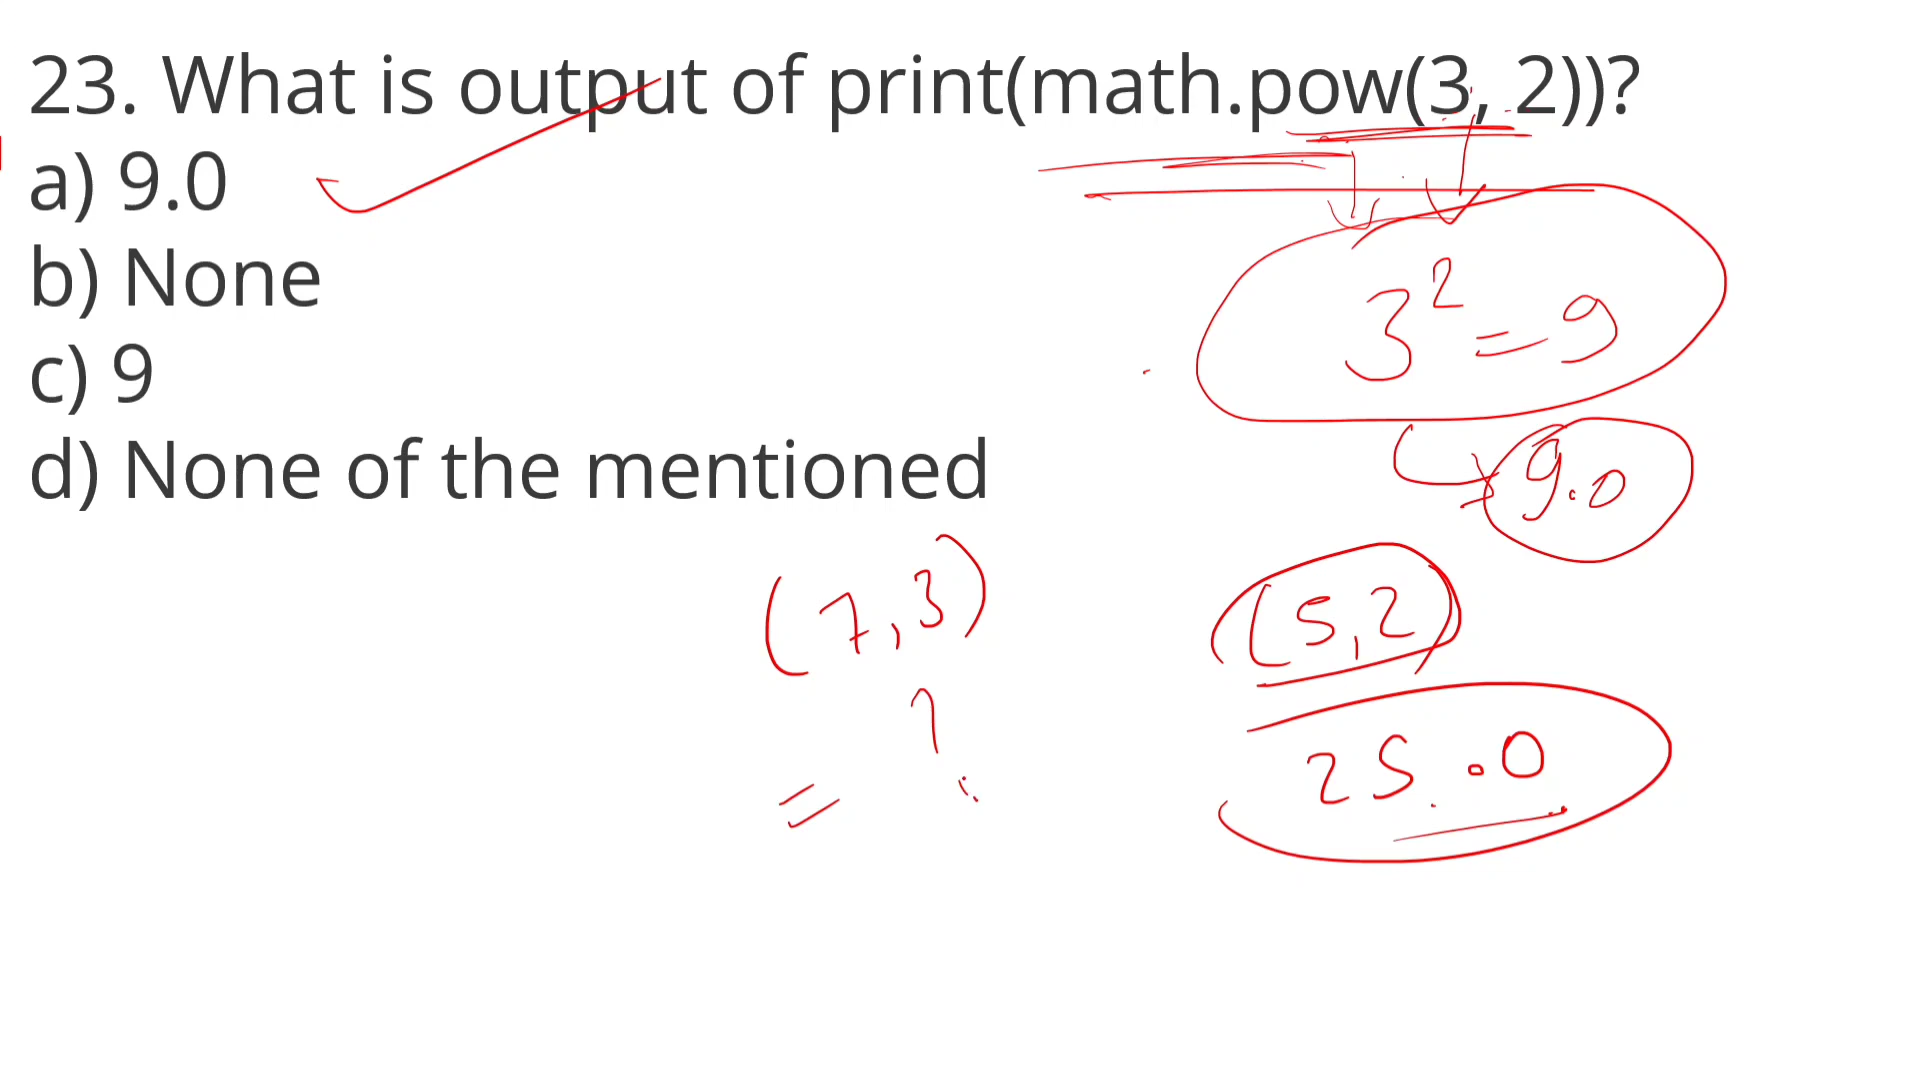 23. What is output of print(math.pow(3, 2))?
a) 9.0
b) None
c) 9
d) None of the mentioned
3² = 9
9.0
(7,3)
= ?
(5,2)
25.0